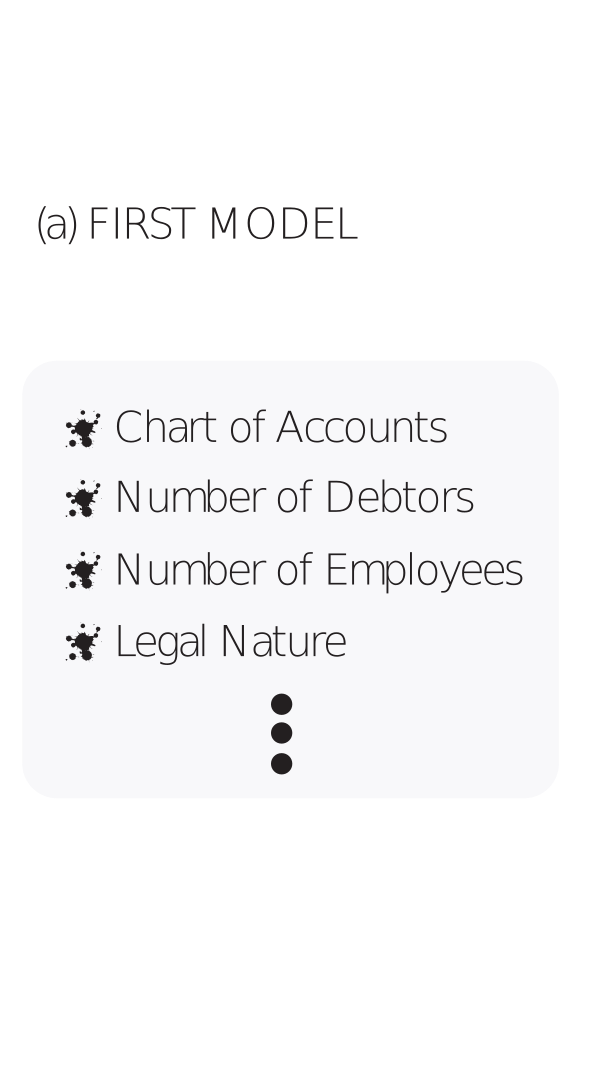 (a) FIRST MODEL
Chart of Accounts
Number of Debtors
Number of Employees
Legal Nature